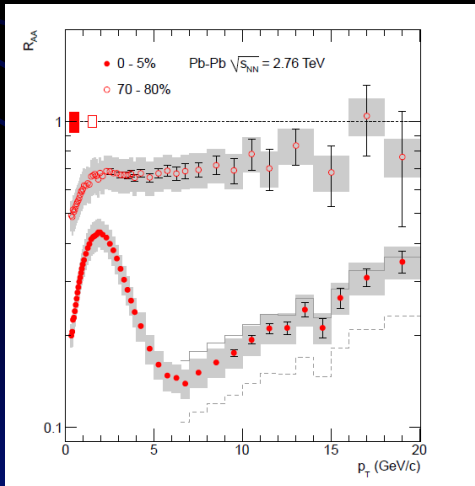 R_AA
0 - 5% Pb-Pb √s_NN = 2.76 TeV
70 - 80%
1
0.1
0 5 10 15 20
p_T (GeV/c)